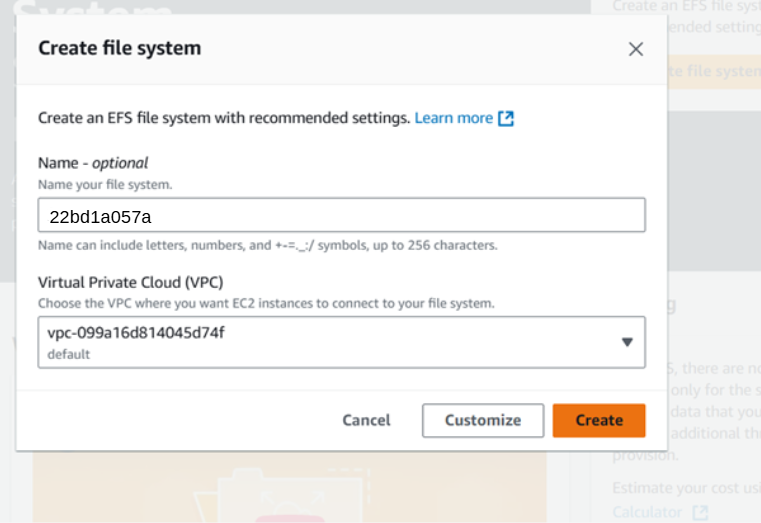 System
Create an EFS file syst
ended setting
Create file system
te file system
Create an EFS file system with recommended settings. Learn more
Name - optional
Name your file system.
22bd1a057a
Name can include letters, numbers, and +-=._:/ symbols, up to 256 characters.
Virtual Private Cloud (VPC)
Choose the VPC where you want EC2 instances to connect to your file system.
vpc-099a16d814045d74f
default
g
S, there are no
only for the s
data that you
additional th
provision.
Cancel
Customize
Create
Estimate your cost usi
Calculator